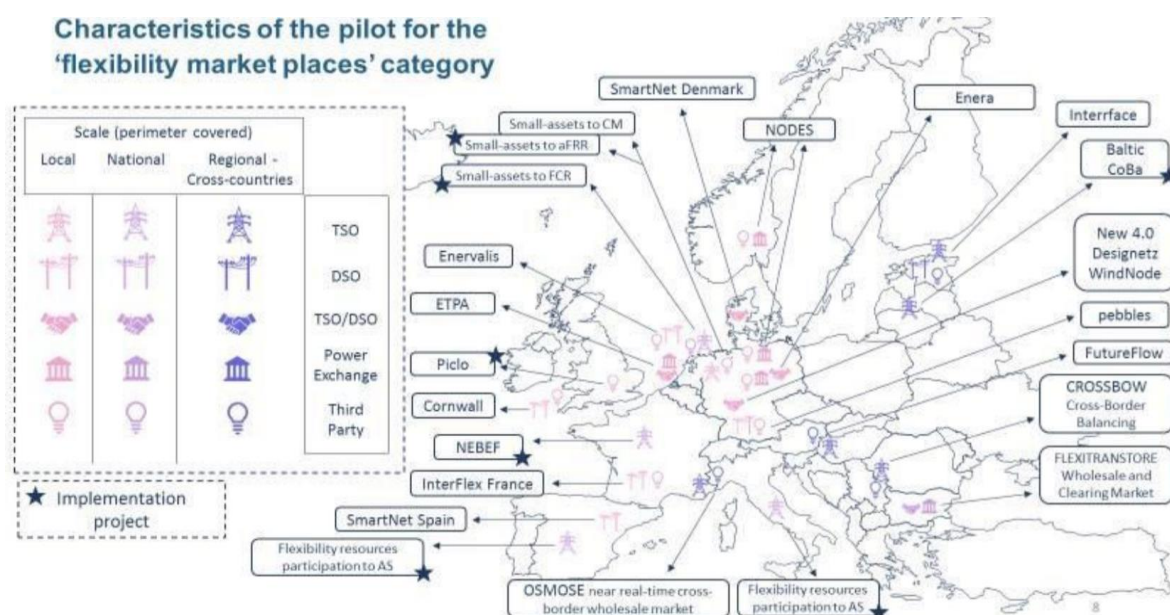 Characteristics of the pilot for the
‘flexibility market places’ category
Scale (perimeter covered)
Local
National
Regional -
Cross-countries
TSO
DSO
TSO/DSO
Power
Exchange
Third
Party
Implementation
project
SmartNet Denmark
Small-assets to CM
Small-assets to aFRR
Small-assets to FCR
NODES
Enera
Interrface
Baltic
CoBa
Enervalis
ETPA
Piclo
Cornwall
NEBEF
InterFlex France
SmartNet Spain
Flexibility resources
participation to AS
New 4.0
Designetz
WindNode
pebbles
FutureFlow
CROSSBOW
Cross-Border
Balancing
FLEXITRANSTORE
Wholesale and
Clearing Market
OSMOSE near real-time cross-
border wholesale market
Flexibility resources
participation to AS
8